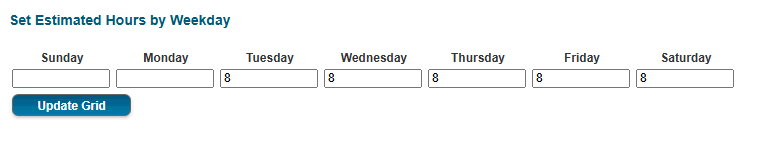 Set Estimated Hours by Weekday
Sunday Monday Tuesday Wednesday Thursday Friday Saturday
8 8 8 8 8
Update Grid